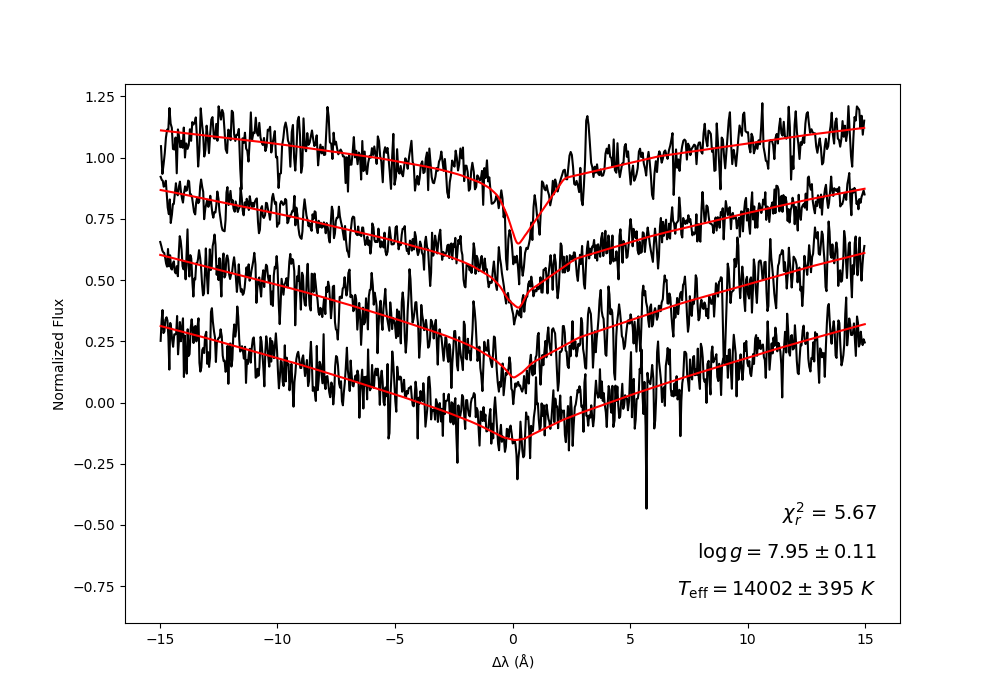 1.25
1.00
0.75
0.50
0.25
0.00
−0.25
−0.50
−0.75
Normalized Flux
χ²ᵣ = 5.67
log g = 7.95 ± 0.11
T_eff = 14002 ± 395 K
−15 −10 −5 0 5 10 15
Δλ (Å)